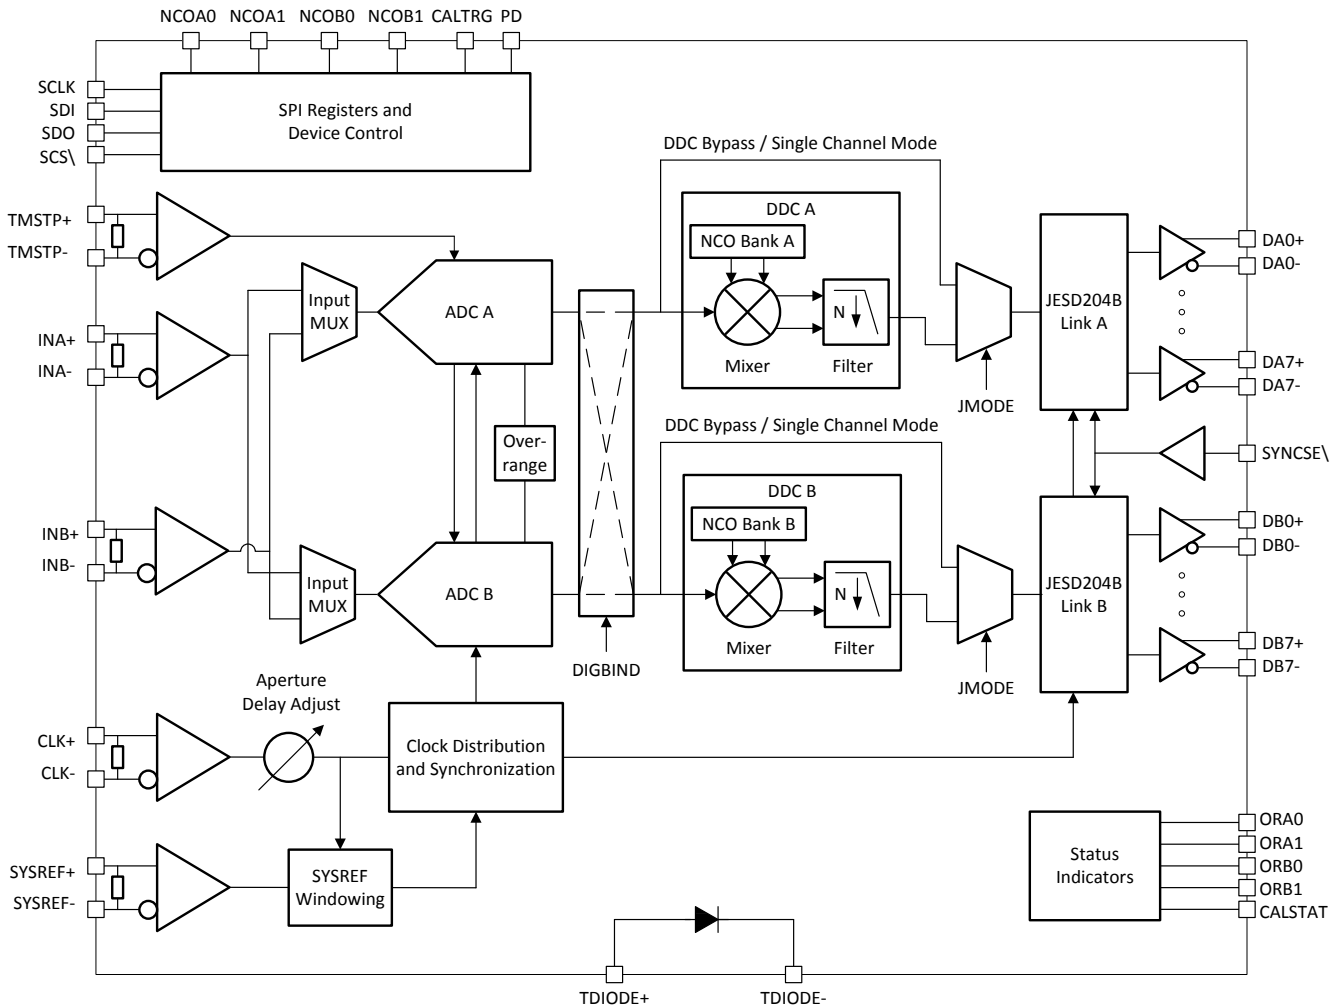 NCOA0 NCOA1 NCOB0 NCOB1 CALTRG PD
SCLK
SDI
SDO
SCS\
SPI Registers and
Device Control
DDC Bypass / Single Channel Mode
TMSTP+
TMSTP-
DDC A
NCO Bank A
Mixer
N
Filter
Input
MUX
ADC A
JESD204B
Link A
DA0+
DA0-
INA+
INA-
JMODE
DA7+
DA7-
Over-
range
DDC Bypass / Single Channel Mode
SYNCSE\
DDC B
NCO Bank B
Mixer
N
Filter
INB+
INB-
Input
MUX
ADC B
JESD204B
Link B
DB0+
DB0-
DIGBIND
JMODE
DB7+
DB7-
Aperture
Delay Adjust
CLK+
CLK-
Clock Distribution
and Synchronization
SYSREF+
SYSREF-
SYSREF
Windowing
Status
Indicators
ORA0
ORA1
ORB0
ORB1
CALSTAT
TDIODE+ TDIODE-